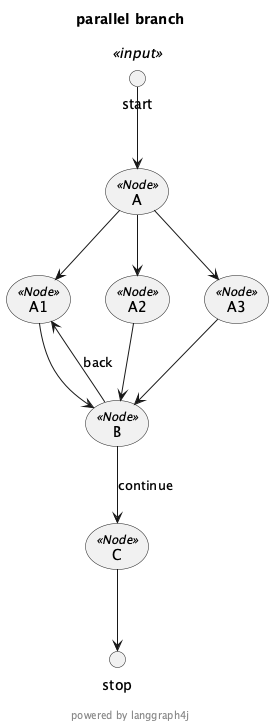 parallel branch
«input»
start
«Node»
A
«Node»
A1
«Node»
A2
«Node»
A3
back
«Node»
B
continue
«Node»
C
stop
powered by langgraph4j